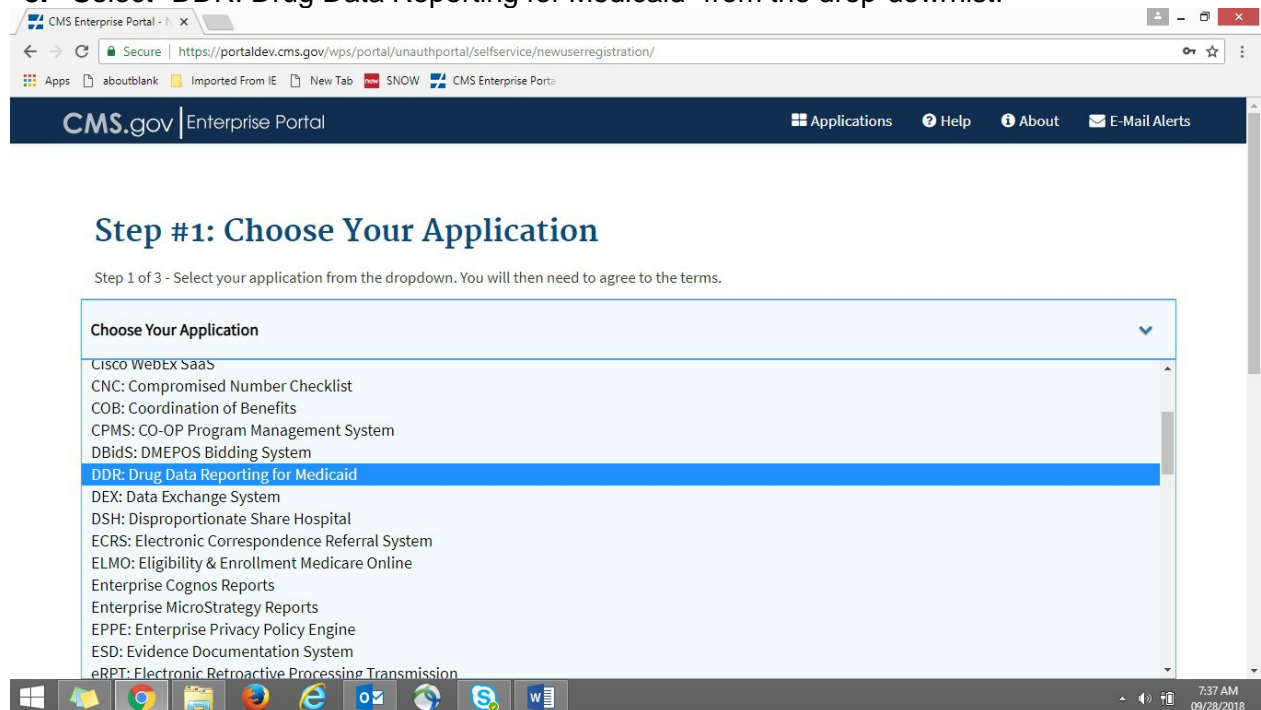 Select "DDR: Drug Data Reporting for Medicaid" from the drop-downlist.
CMS Enterprise Portal - N
Secure | https://portaldev.cms.gov/wps/portal/unauthportal/selfservice/newuserregistration/
Apps aboutblank Imported From IE New Tab now SNOW CMS Enterprise Porta
CMS.gov | Enterprise Portal Applications Help About E-Mail Alerts
Step #1: Choose Your Application
Step 1 of 3 - Select your application from the dropdown. You will then need to agree to the terms.
Choose Your Application
Cisco WebEx SaaS
CNC: Compromised Number Checklist
COB: Coordination of Benefits
CPMS: CO-OP Program Management System
DBidS: DMEPOS Bidding System
DDR: Drug Data Reporting for Medicaid
DEX: Data Exchange System
DSH: Disproportionate Share Hospital
ECRS: Electronic Correspondence Referral System
ELMO: Eligibility & Enrollment Medicare Online
Enterprise Cognos Reports
Enterprise MicroStrategy Reports
EPPE: Enterprise Privacy Policy Engine
ESD: Evidence Documentation System
eRPT: Electronic Retroactive Processing Transmission
7:37 AM
09/28/2018